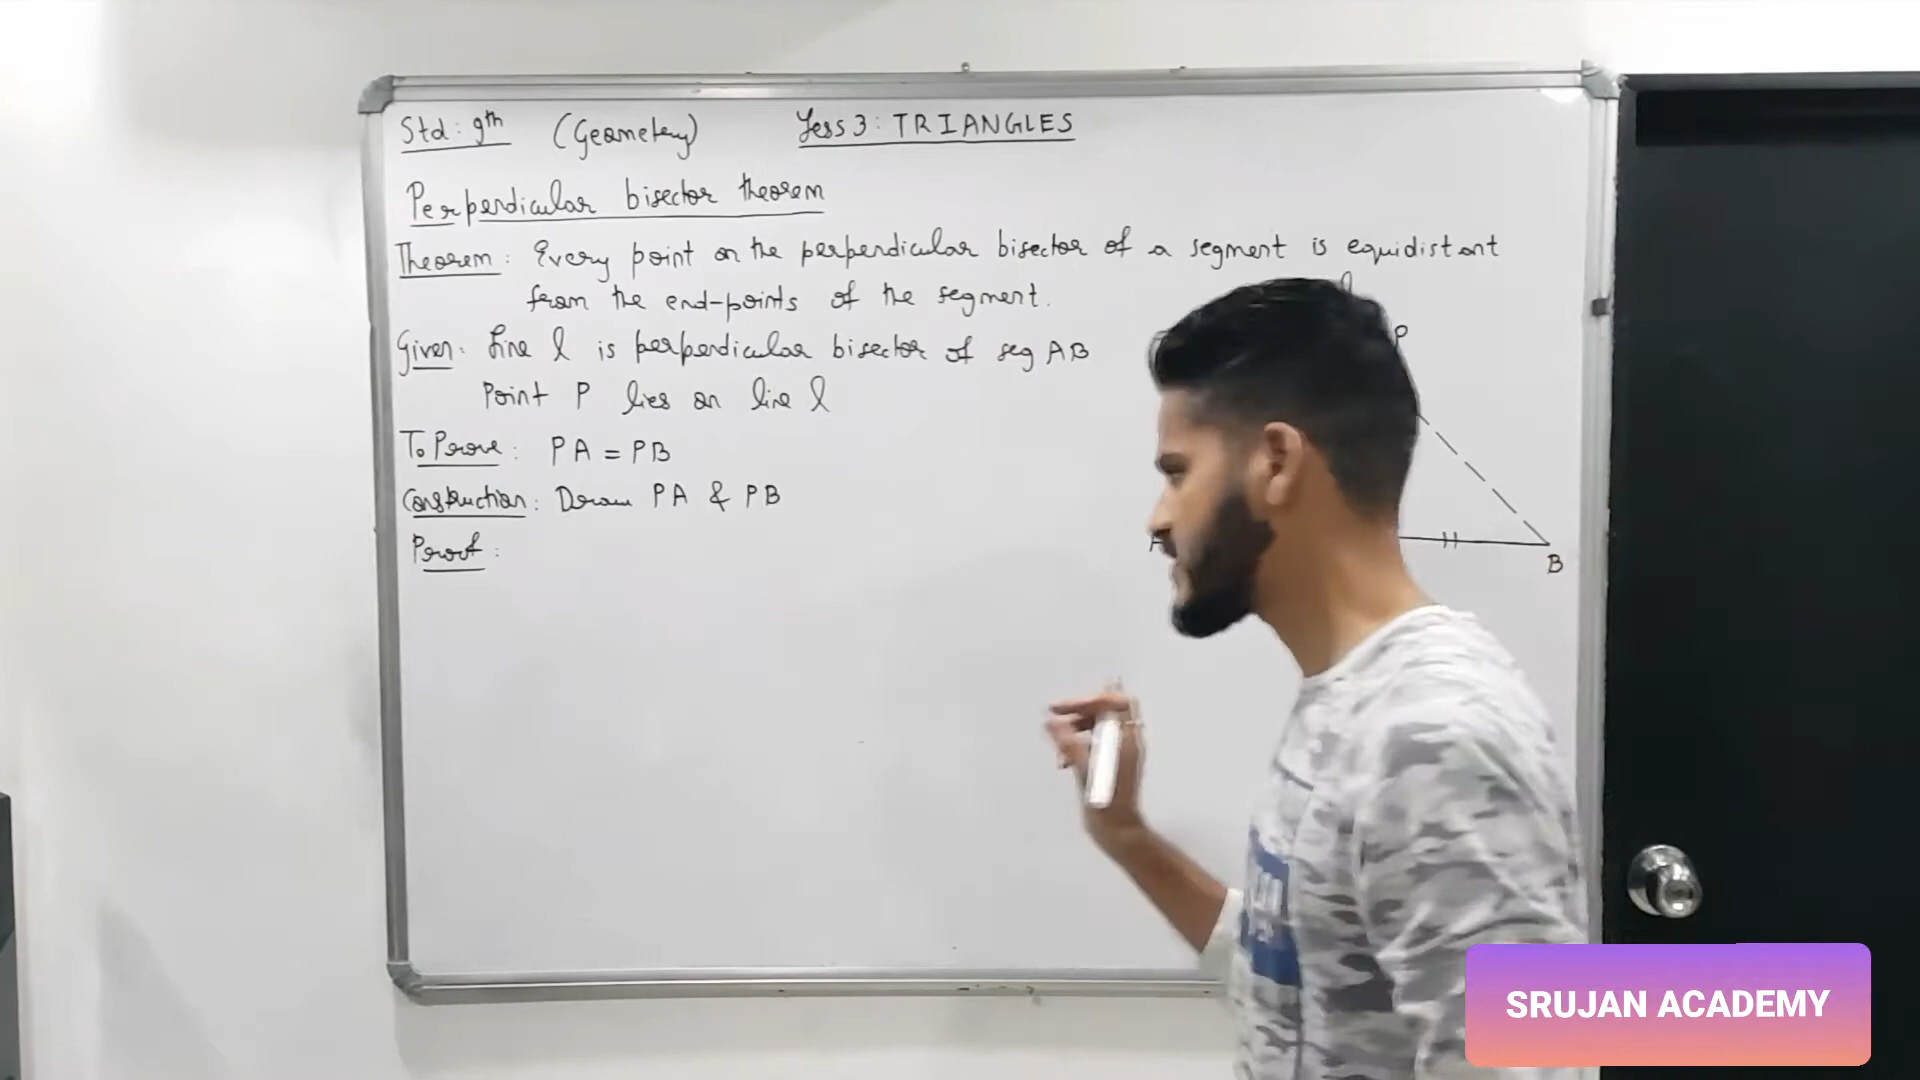 Std: 9th (Geometry) Less 3: TRIANGLES
Perpendicular bisector theorem
Theorem: Every point on the perpendicular bisector of a segment is equidistant
from the end-points of the segment.
l
Given: Line l is perpendicular bisector of seg AB
P
Point P lies on line l
To Prove: PA = PB
Construction: Draw PA & PB
A
B
Proof:
SRUJAN ACADEMY